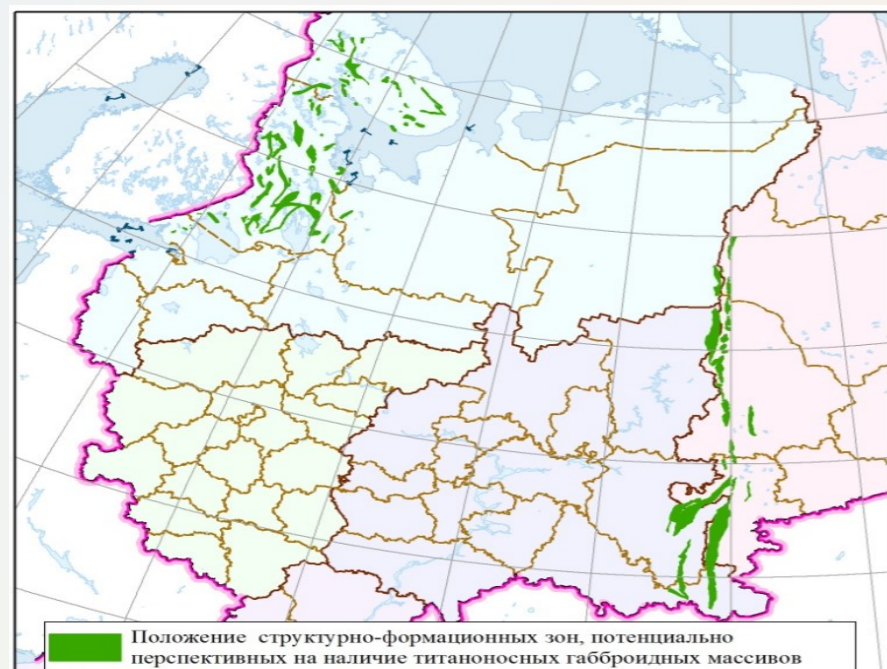 Положение структурно-формационных зон, потенциально
перспективных на наличие титаноносных габброидных массивов